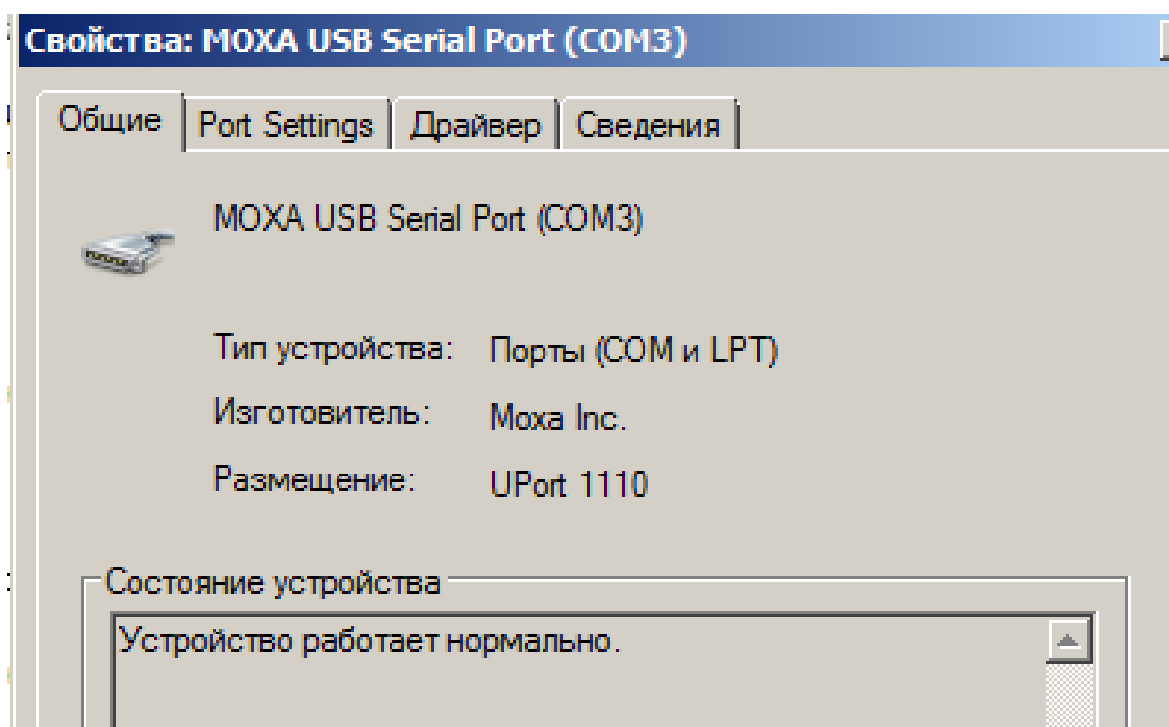 Свойства: MOXA USB Serial Port (COM3)
Общие Port Settings Драйвер Сведения
MOXA USB Serial Port (COM3)
Тип устройства: Порты (COM и LPT)
Изготовитель: Moxa Inc.
Размещение: UPort 1110
Состояние устройства
Устройство работает нормально.